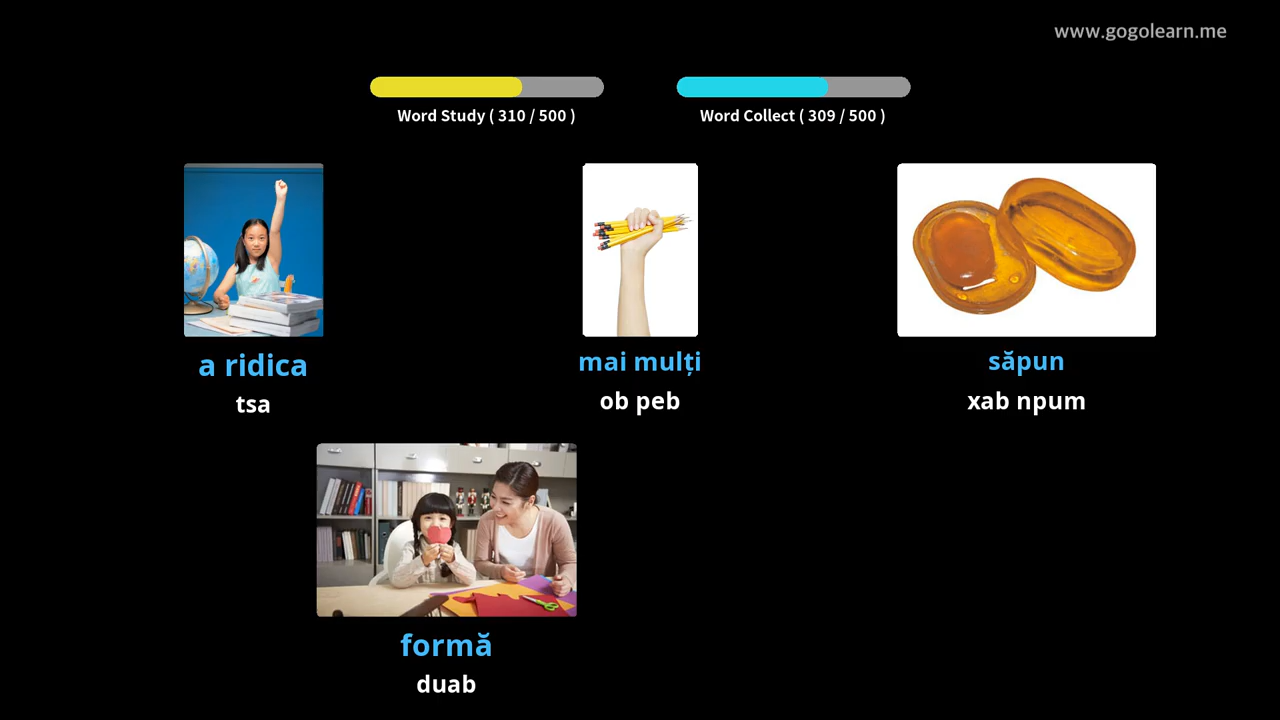 www.gogolearn.me
Word Study ( 310 / 500 )
Word Collect ( 309 / 500 )
a ridica
tsa
mai mulți
ob peb
săpun
xab npum
formă
duab